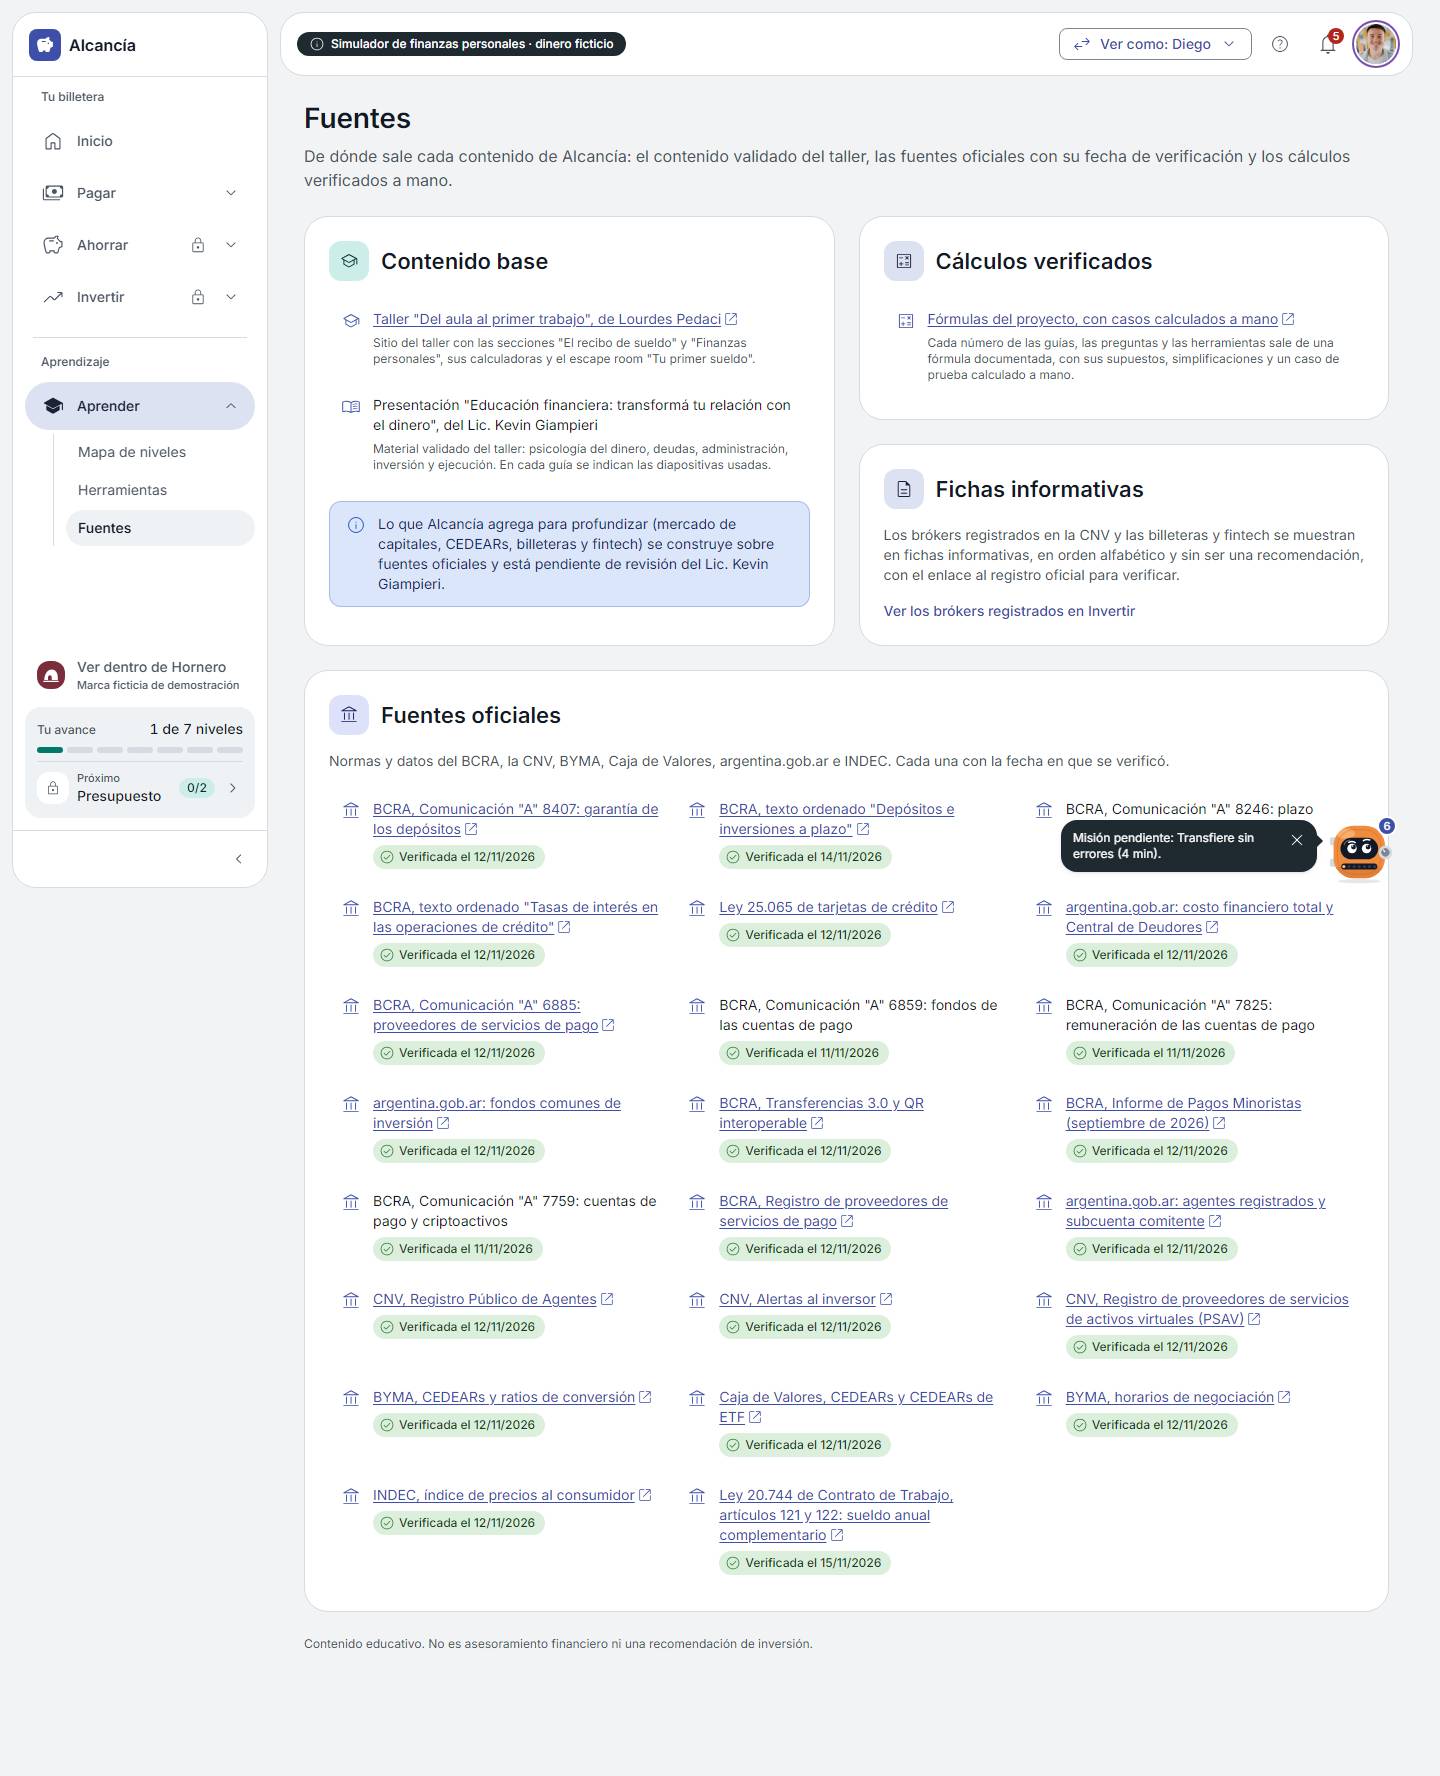 Alcancía
Tu billetera
Inicio
Pagar
Ahorrar
Invertir
Aprendizaje
Aprender
Mapa de niveles
Herramientas
Fuentes
Ver dentro de Hornero
Marca ficticia de demostración
Tu avance 1 de 7 niveles
Próximo
Presupuesto
0/2
Simulador de finanzas personales · dinero ficticio
Ver como: Diego
5
Fuentes
De dónde sale cada contenido de Alcancía: el contenido validado del taller, las fuentes oficiales con su fecha de verificación y los cálculos
verificados a mano.
Contenido base
Taller "Del aula al primer trabajo", de Lourdes Pedaci
Sitio del taller con las secciones "El recibo de sueldo" y "Finanzas
personales", sus calculadoras y el escape room "Tu primer sueldo".
Presentación "Educación financiera: transformá tu relación con
el dinero", del Lic. Kevin Giampieri
Material validado del taller: psicología del dinero, deudas, administración,
inversión y ejecución. En cada guía se indican las diapositivas usadas.
Lo que Alcancía agrega para profundizar (mercado de
capitales, CEDEARs, billeteras y fintech) se construye sobre
fuentes oficiales y está pendiente de revisión del Lic. Kevin
Giampieri.
Cálculos verificados
Fórmulas del proyecto, con casos calculados a mano
Cada número de las guías, las preguntas y las herramientas sale de una
fórmula documentada, con sus supuestos, simplificaciones y un caso de
prueba calculado a mano.
Fichas informativas
Los brókers registrados en la CNV y las billeteras y fintech se muestran
en fichas informativas, en orden alfabético y sin ser una recomendación,
con el enlace al registro oficial para verificar.
Ver los brókers registrados en Invertir
Fuentes oficiales
Normas y datos del BCRA, la CNV, BYMA, Caja de Valores, argentina.gob.ar e INDEC. Cada una con la fecha en que se verificó.
BCRA, Comunicación "A" 8407: garantía de
los depósitos
Verificada el 12/11/2026
BCRA, texto ordenado "Depósitos e
inversiones a plazo"
Verificada el 14/11/2026
BCRA, Comunicación "A" 8246: plazo
Misión pendiente: Transfiere sin
errores (4 min).
6
BCRA, texto ordenado "Tasas de interés en
las operaciones de crédito"
Verificada el 12/11/2026
Ley 25.065 de tarjetas de crédito
Verificada el 12/11/2026
argentina.gob.ar: costo financiero total y
Central de Deudores
Verificada el 12/11/2026
BCRA, Comunicación "A" 6885:
proveedores de servicios de pago
Verificada el 12/11/2026
BCRA, Comunicación "A" 6859: fondos de
las cuentas de pago
Verificada el 11/11/2026
BCRA, Comunicación "A" 7825:
remuneración de las cuentas de pago
Verificada el 11/11/2026
argentina.gob.ar: fondos comunes de
inversión
Verificada el 12/11/2026
BCRA, Transferencias 3.0 y QR
interoperable
Verificada el 12/11/2026
BCRA, Informe de Pagos Minoristas
(septiembre de 2026)
Verificada el 12/11/2026
BCRA, Comunicación "A" 7759: cuentas de
pago y criptoactivos
Verificada el 11/11/2026
BCRA, Registro de proveedores de
servicios de pago
Verificada el 12/11/2026
argentina.gob.ar: agentes registrados y
subcuenta comitente
Verificada el 12/11/2026
CNV, Registro Público de Agentes
Verificada el 12/11/2026
CNV, Alertas al inversor
Verificada el 12/11/2026
CNV, Registro de proveedores de servicios
de activos virtuales (PSAV)
Verificada el 12/11/2026
BYMA, CEDEARs y ratios de conversión
Verificada el 12/11/2026
Caja de Valores, CEDEARs y CEDEARs de
ETF
Verificada el 12/11/2026
BYMA, horarios de negociación
Verificada el 12/11/2026
INDEC, índice de precios al consumidor
Verificada el 12/11/2026
Ley 20.744 de Contrato de Trabajo,
artículos 121 y 122: sueldo anual
complementario
Verificada el 15/11/2026
Contenido educativo. No es asesoramiento financiero ni una recomendación de inversión.